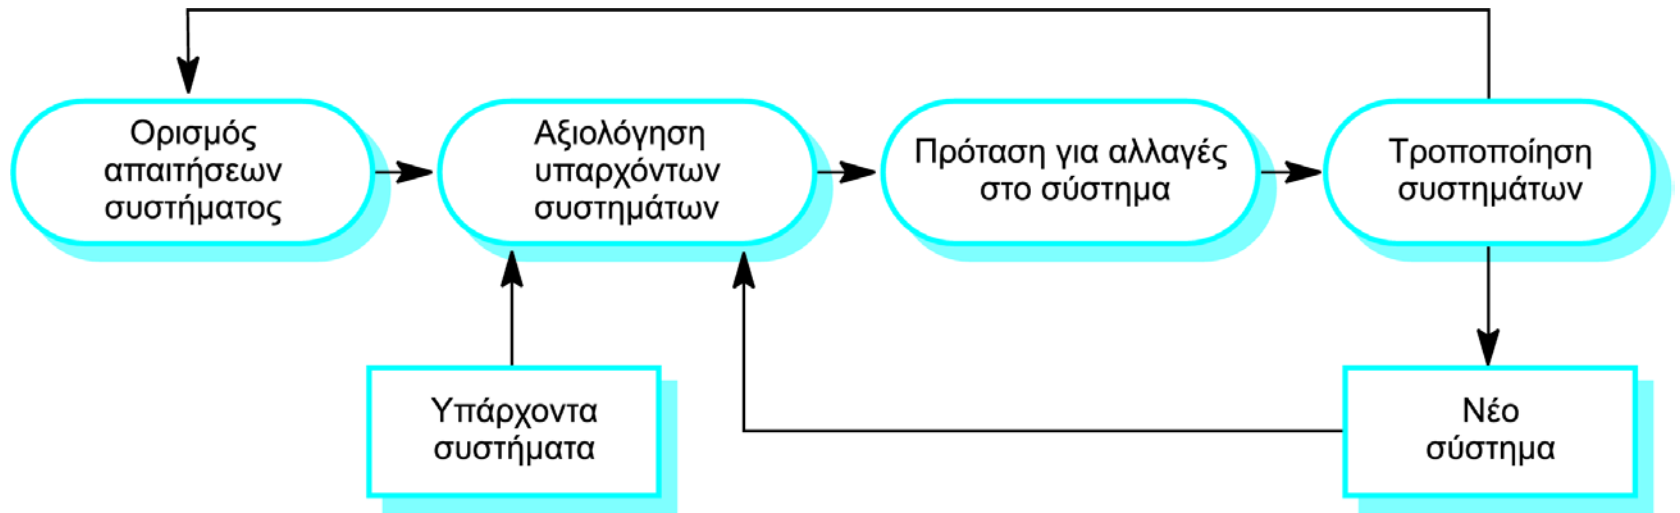 Ορισμός
απαιτήσεων
συστήματος
Αξιολόγηση
υπαρχόντων
συστημάτων
Πρόταση για αλλαγές
στο σύστημα
Τροποποίηση
συστημάτων
Υπάρχοντα
συστήματα
Νέο
σύστημα